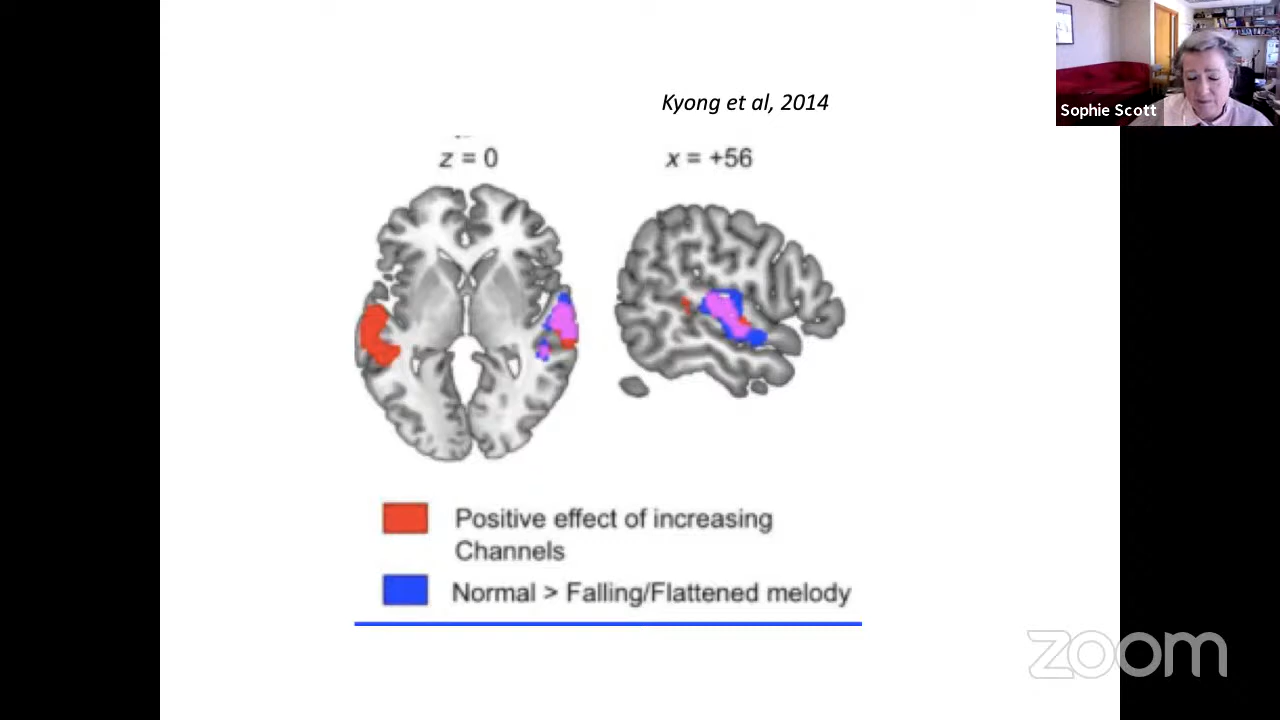 Sophie Scott
Kyong et al, 2014
z = 0
x = +56
Positive effect of increasing
Channels
Normal > Falling/Flattened melody
zoom